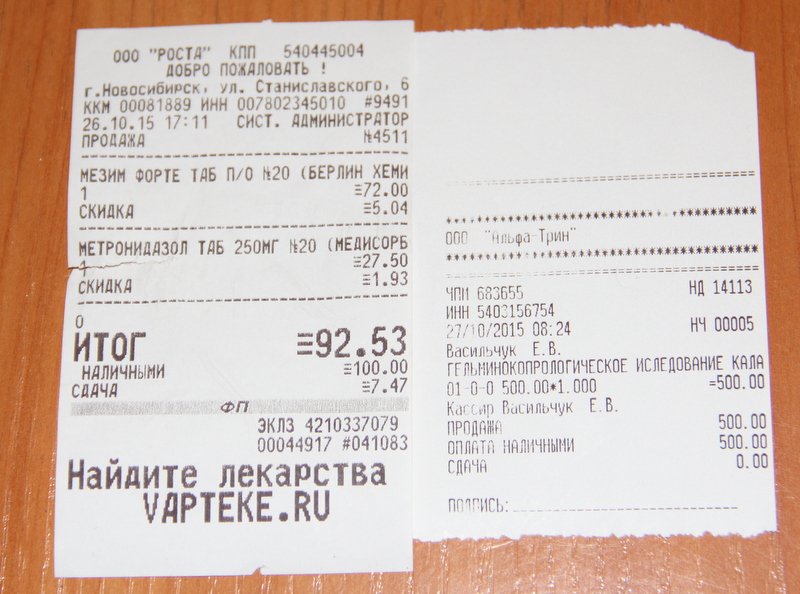 ООО "РОСТА" КПП 540445004
ДОБРО ПОЖАЛОВАТЬ !
г.Новосибирск, ул. Станиславского, 6
ККМ 00081889 ИНН 007802345010 #9491
26.10.15 17:11 СИСТ. АДМИНИСТРАТОР
ПРОДАЖА №4511
МЕЗИМ ФОРТЕ ТАБ П/О №20 (БЕРЛИН ХЕМИ
1 ≡72.00
СКИДКА ≡5.04
МЕТРОНИДАЗОЛ ТАБ 250МГ №20 (МЕДИСОРБ
1 ≡27.50
СКИДКА ≡1.93
0
ИТОГ ≡92.53
НАЛИЧНЫМИ ≡100.00
СДАЧА ≡7.47
ФП
ЭКЛЗ 4210337079
00044917 #041083
Найдите лекарства
VAPTEKE.RU
ООО "Альфа-Трин"
ЧПИ 683655 НД 14113
ИНН 5403156754
27/10/2015 08:24 НЧ 00005
Васильчук Е.В.
ГЕЛЬМИНОКОПРОЛОГИЧЕСКОЕ ИСЛЕДОВАНИЕ КАЛА
01-0-0 500.00*1.000 =500.00
Кассир Васильчук Е.В.
ПРОДАЖА 500.00
ОПЛАТА НАЛИЧНЫМИ 500.00
СДАЧА 0.00
ПОДПИСЬ: